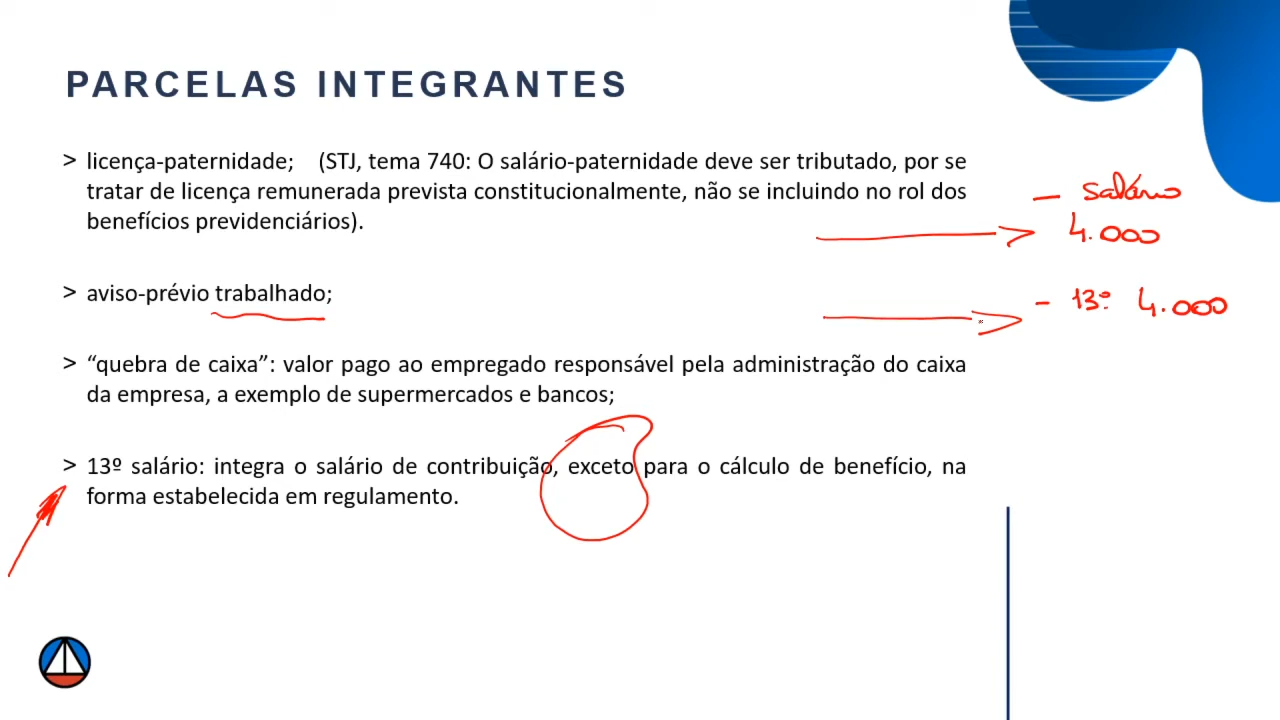 PARCELAS INTEGRANTES
> licença-paternidade; (STJ, tema 740: O salário-paternidade deve ser tributado, por se
tratar de licença remunerada prevista constitucionalmente, não se incluindo no rol dos
benefícios previdenciários).
> aviso-prévio trabalhado;
> “quebra de caixa”: valor pago ao empregado responsável pela administração do caixa
da empresa, a exemplo de supermercados e bancos;
> 13º salário: integra o salário de contribuição, exceto para o cálculo de benefício, na
forma estabelecida em regulamento.
- salário
4.000
- 13º 4.000